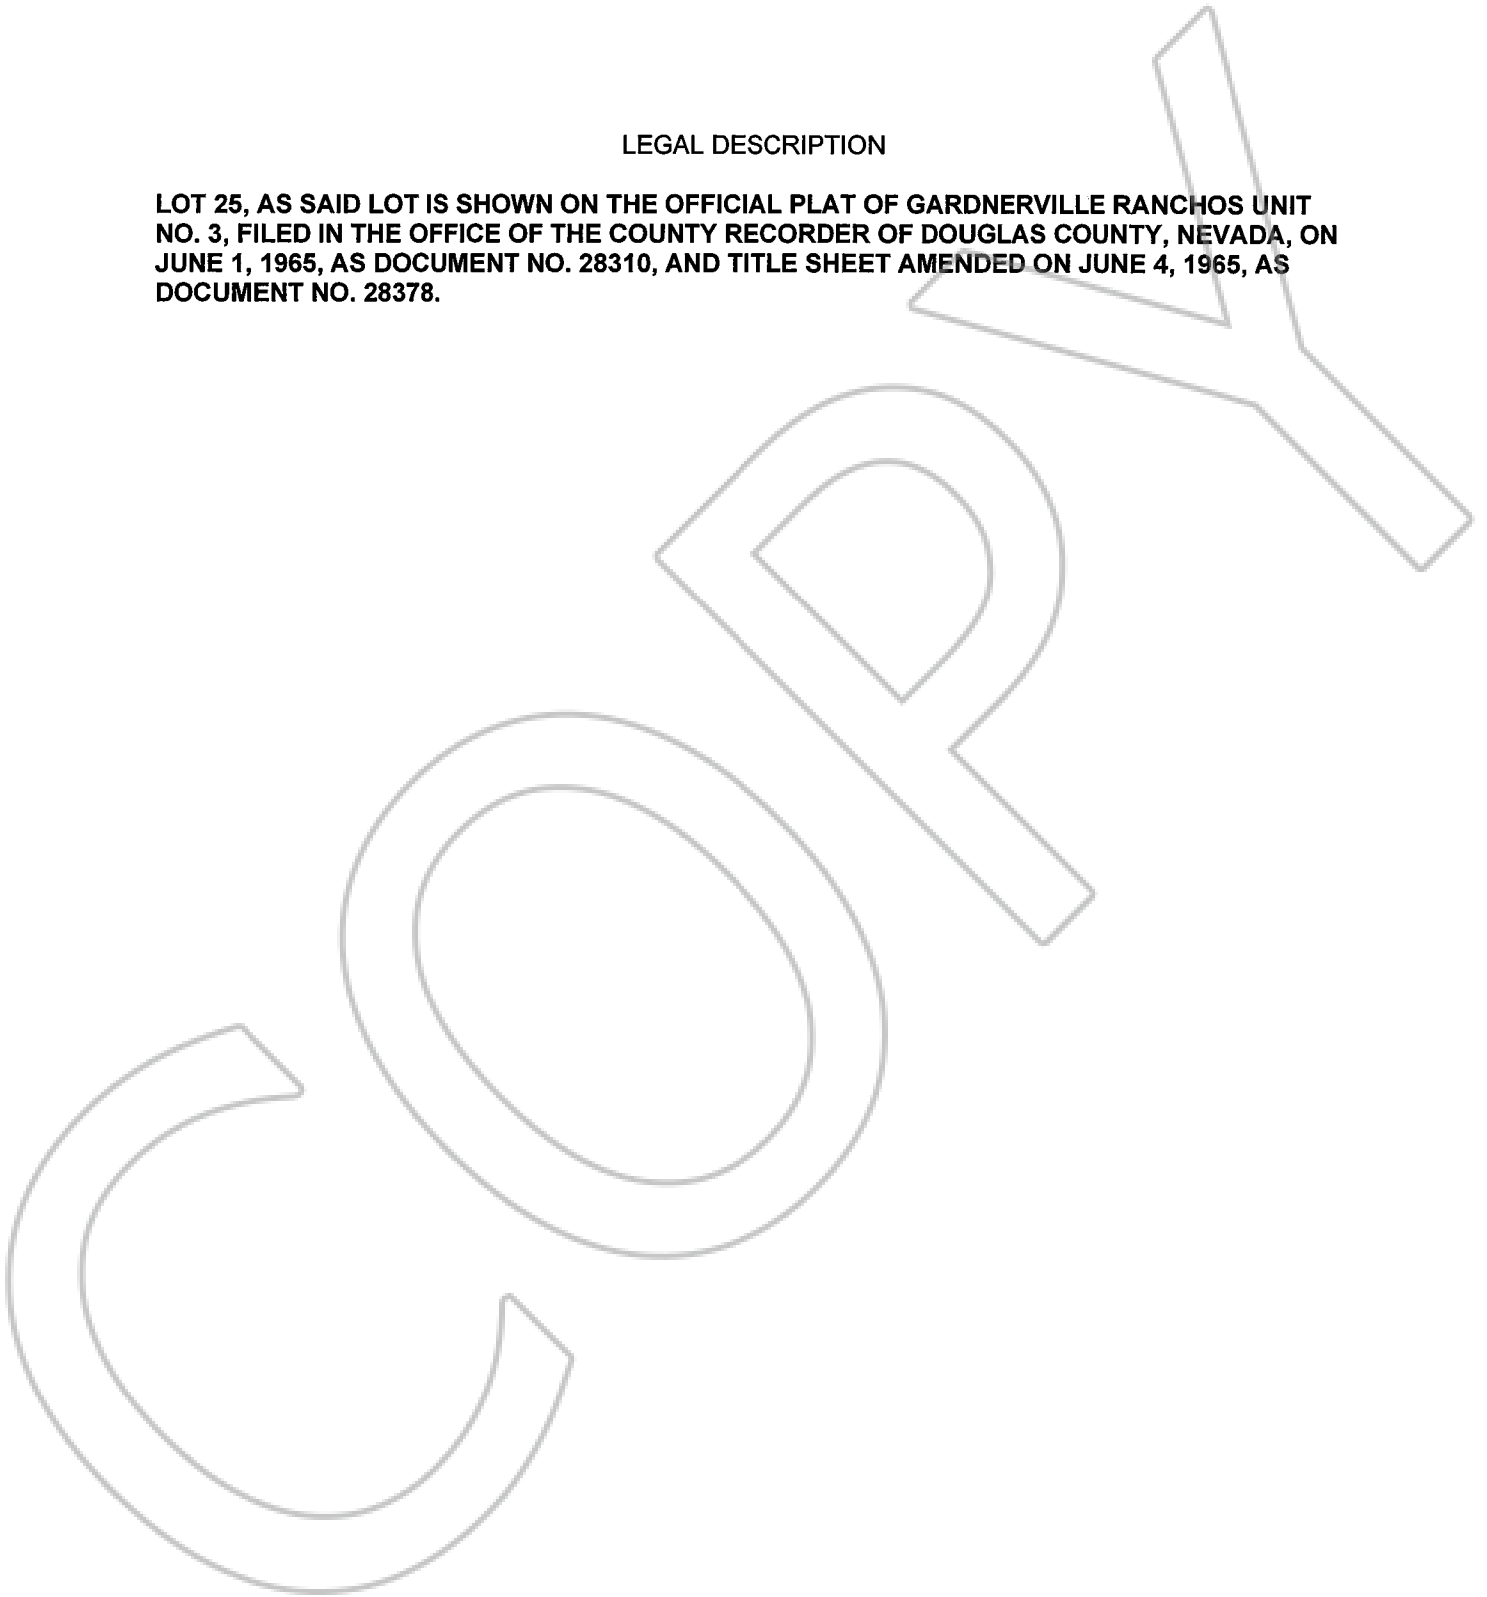 LEGAL DESCRIPTION
LOT 25, AS SAID LOT IS SHOWN ON THE OFFICIAL PLAT OF GARDNERVILLE RANCHOS UNIT
NO. 3, FILED IN THE OFFICE OF THE COUNTY RECORDER OF DOUGLAS COUNTY, NEVADA, ON
JUNE 1, 1965, AS DOCUMENT NO. 28310, AND TITLE SHEET AMENDED ON JUNE 4, 1965, AS
DOCUMENT NO. 28378.
COPY